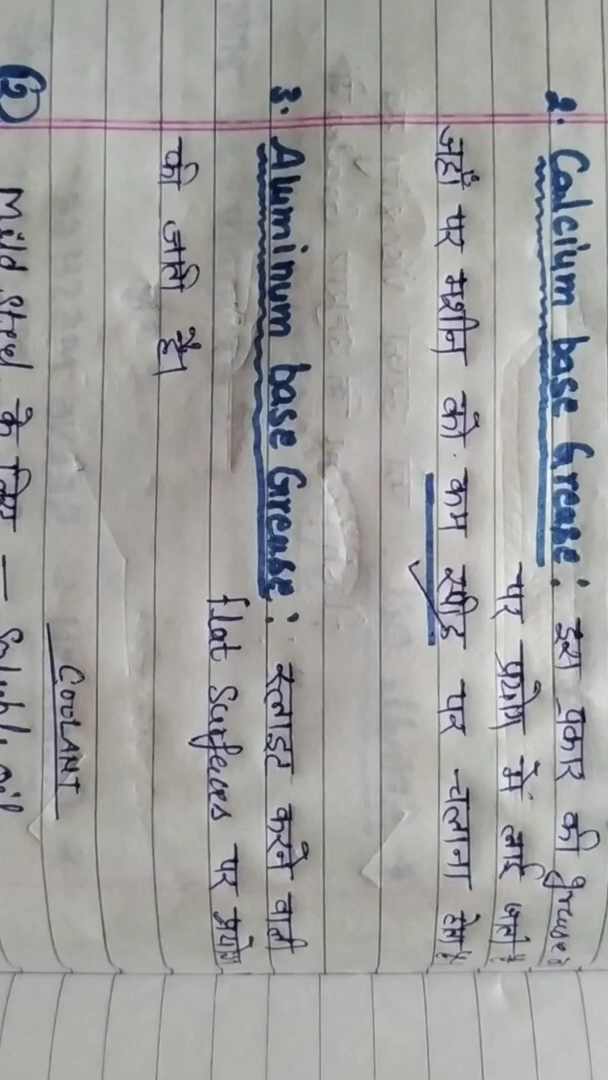 2. Calcium base Grease: इस प्रकार की grease
पर प्रयोग में लाई जाती है
जहाँ पर मशीन को कम स्पीड पर चलाना होता है।
3. Aluminum base Grease: स्लाइड करने वाली
flat Surfaces पर प्रयोग
की जाती है।
COOLANT
Mild Steel के लिए – Soluble oil